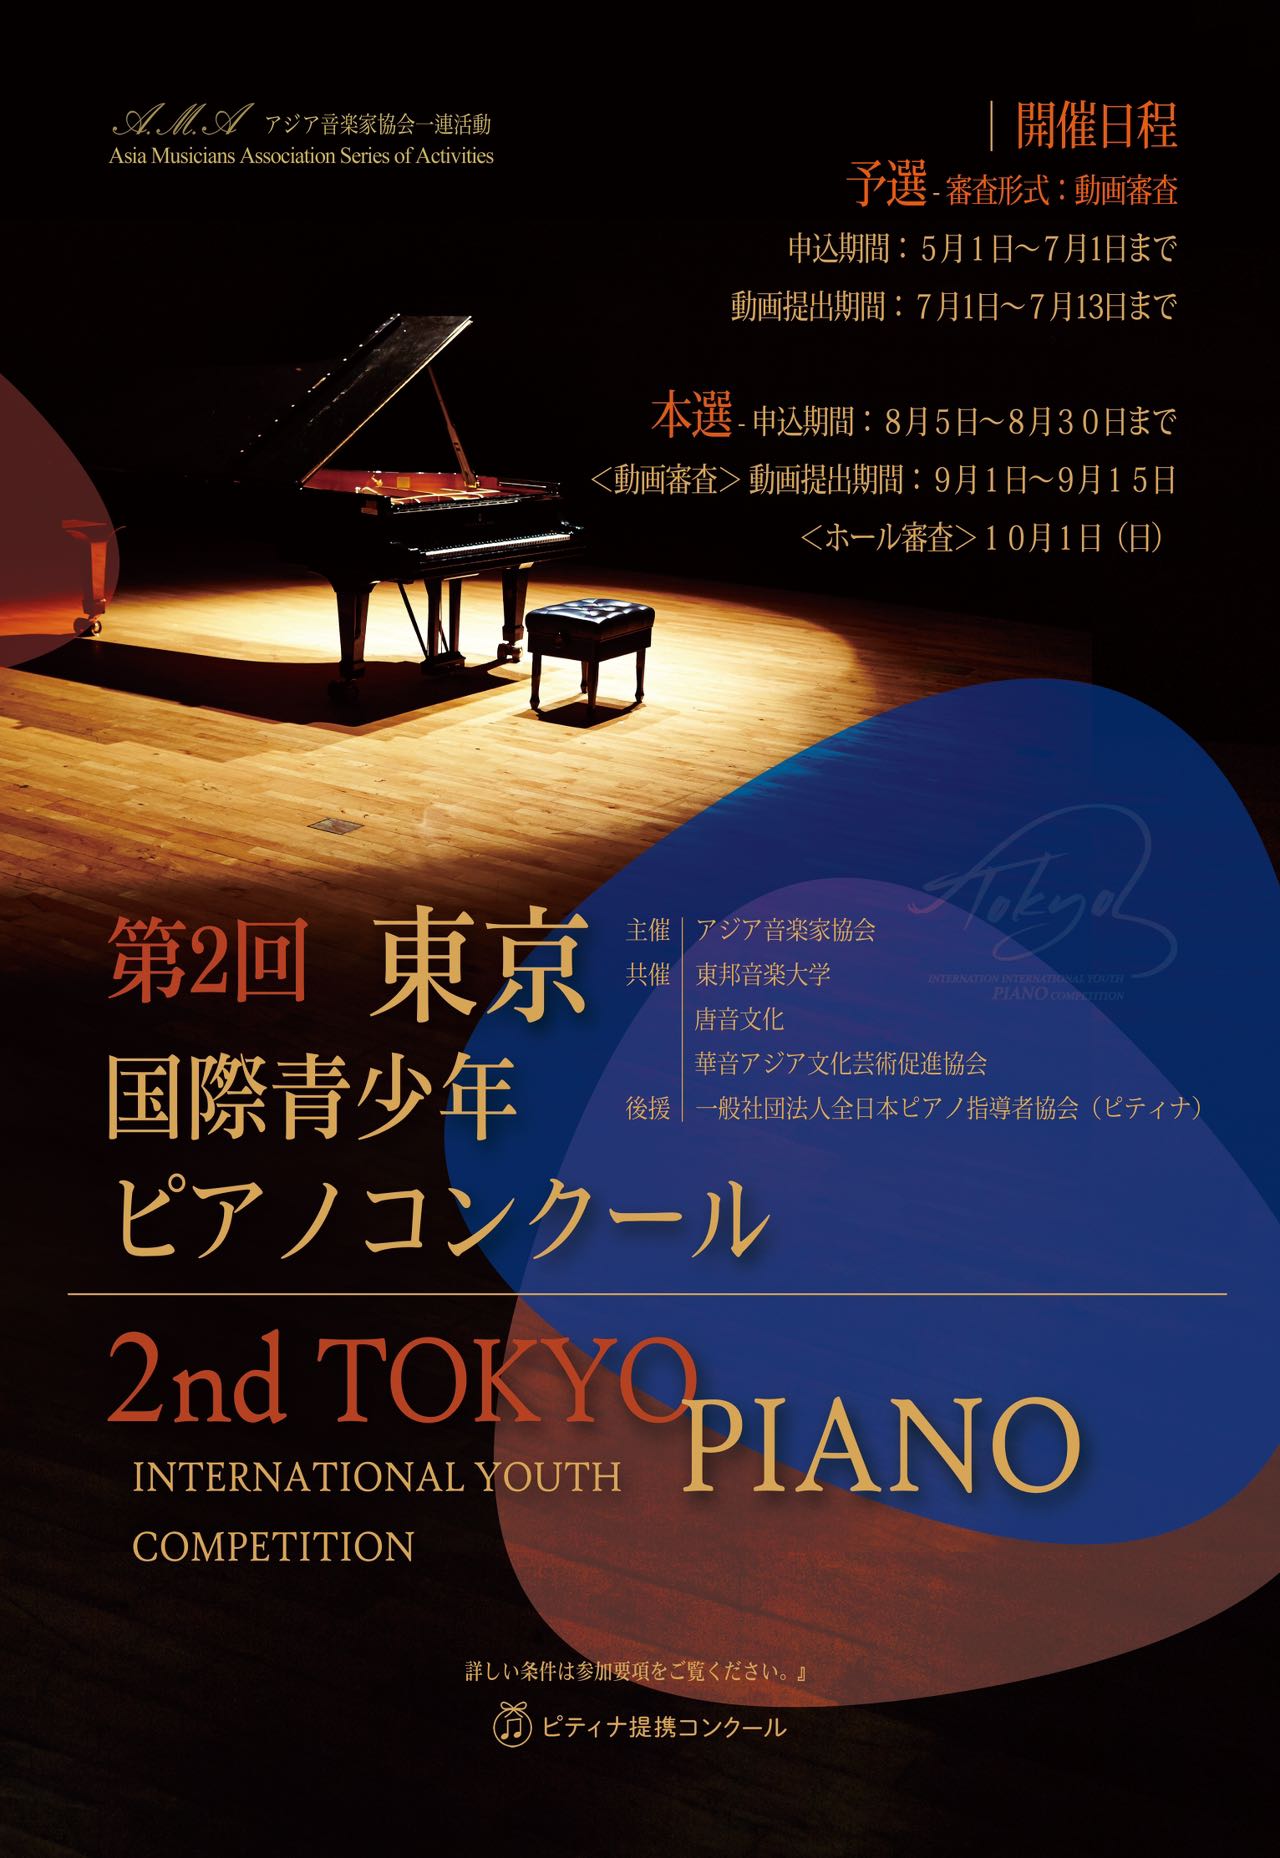 A.M.A アジア音楽家協会一連活動
Asia Musicians Association Series of Activities
開催日程
予選 - 審査形式：動画審査
申込期間：５月１日～７月1日まで
動画提出期間：７月1日～７月13日まで
本選 - 申込期間：８月５日～８月３０日まで
＜動画審査＞ 動画提出期間：９月１日～９月１５日
＜ホール審査＞１０月１日（日）
第2回 東京
国際青少年
ピアノコンクール
主催 アジア音楽家協会
共催 東邦音楽大学
唐音文化
華音アジア文化芸術促進協会
後援 一般社団法人全日本ピアノ指導者協会（ピティナ）
Tokyo
INTERNATION INTERNATIONAL YOUTH
PIANO COMPETITION
2nd TOKYO
PIANO
INTERNATIONAL YOUTH
COMPETITION
詳しい条件は参加要項をご覧ください。』
ピティナ提携コンクール